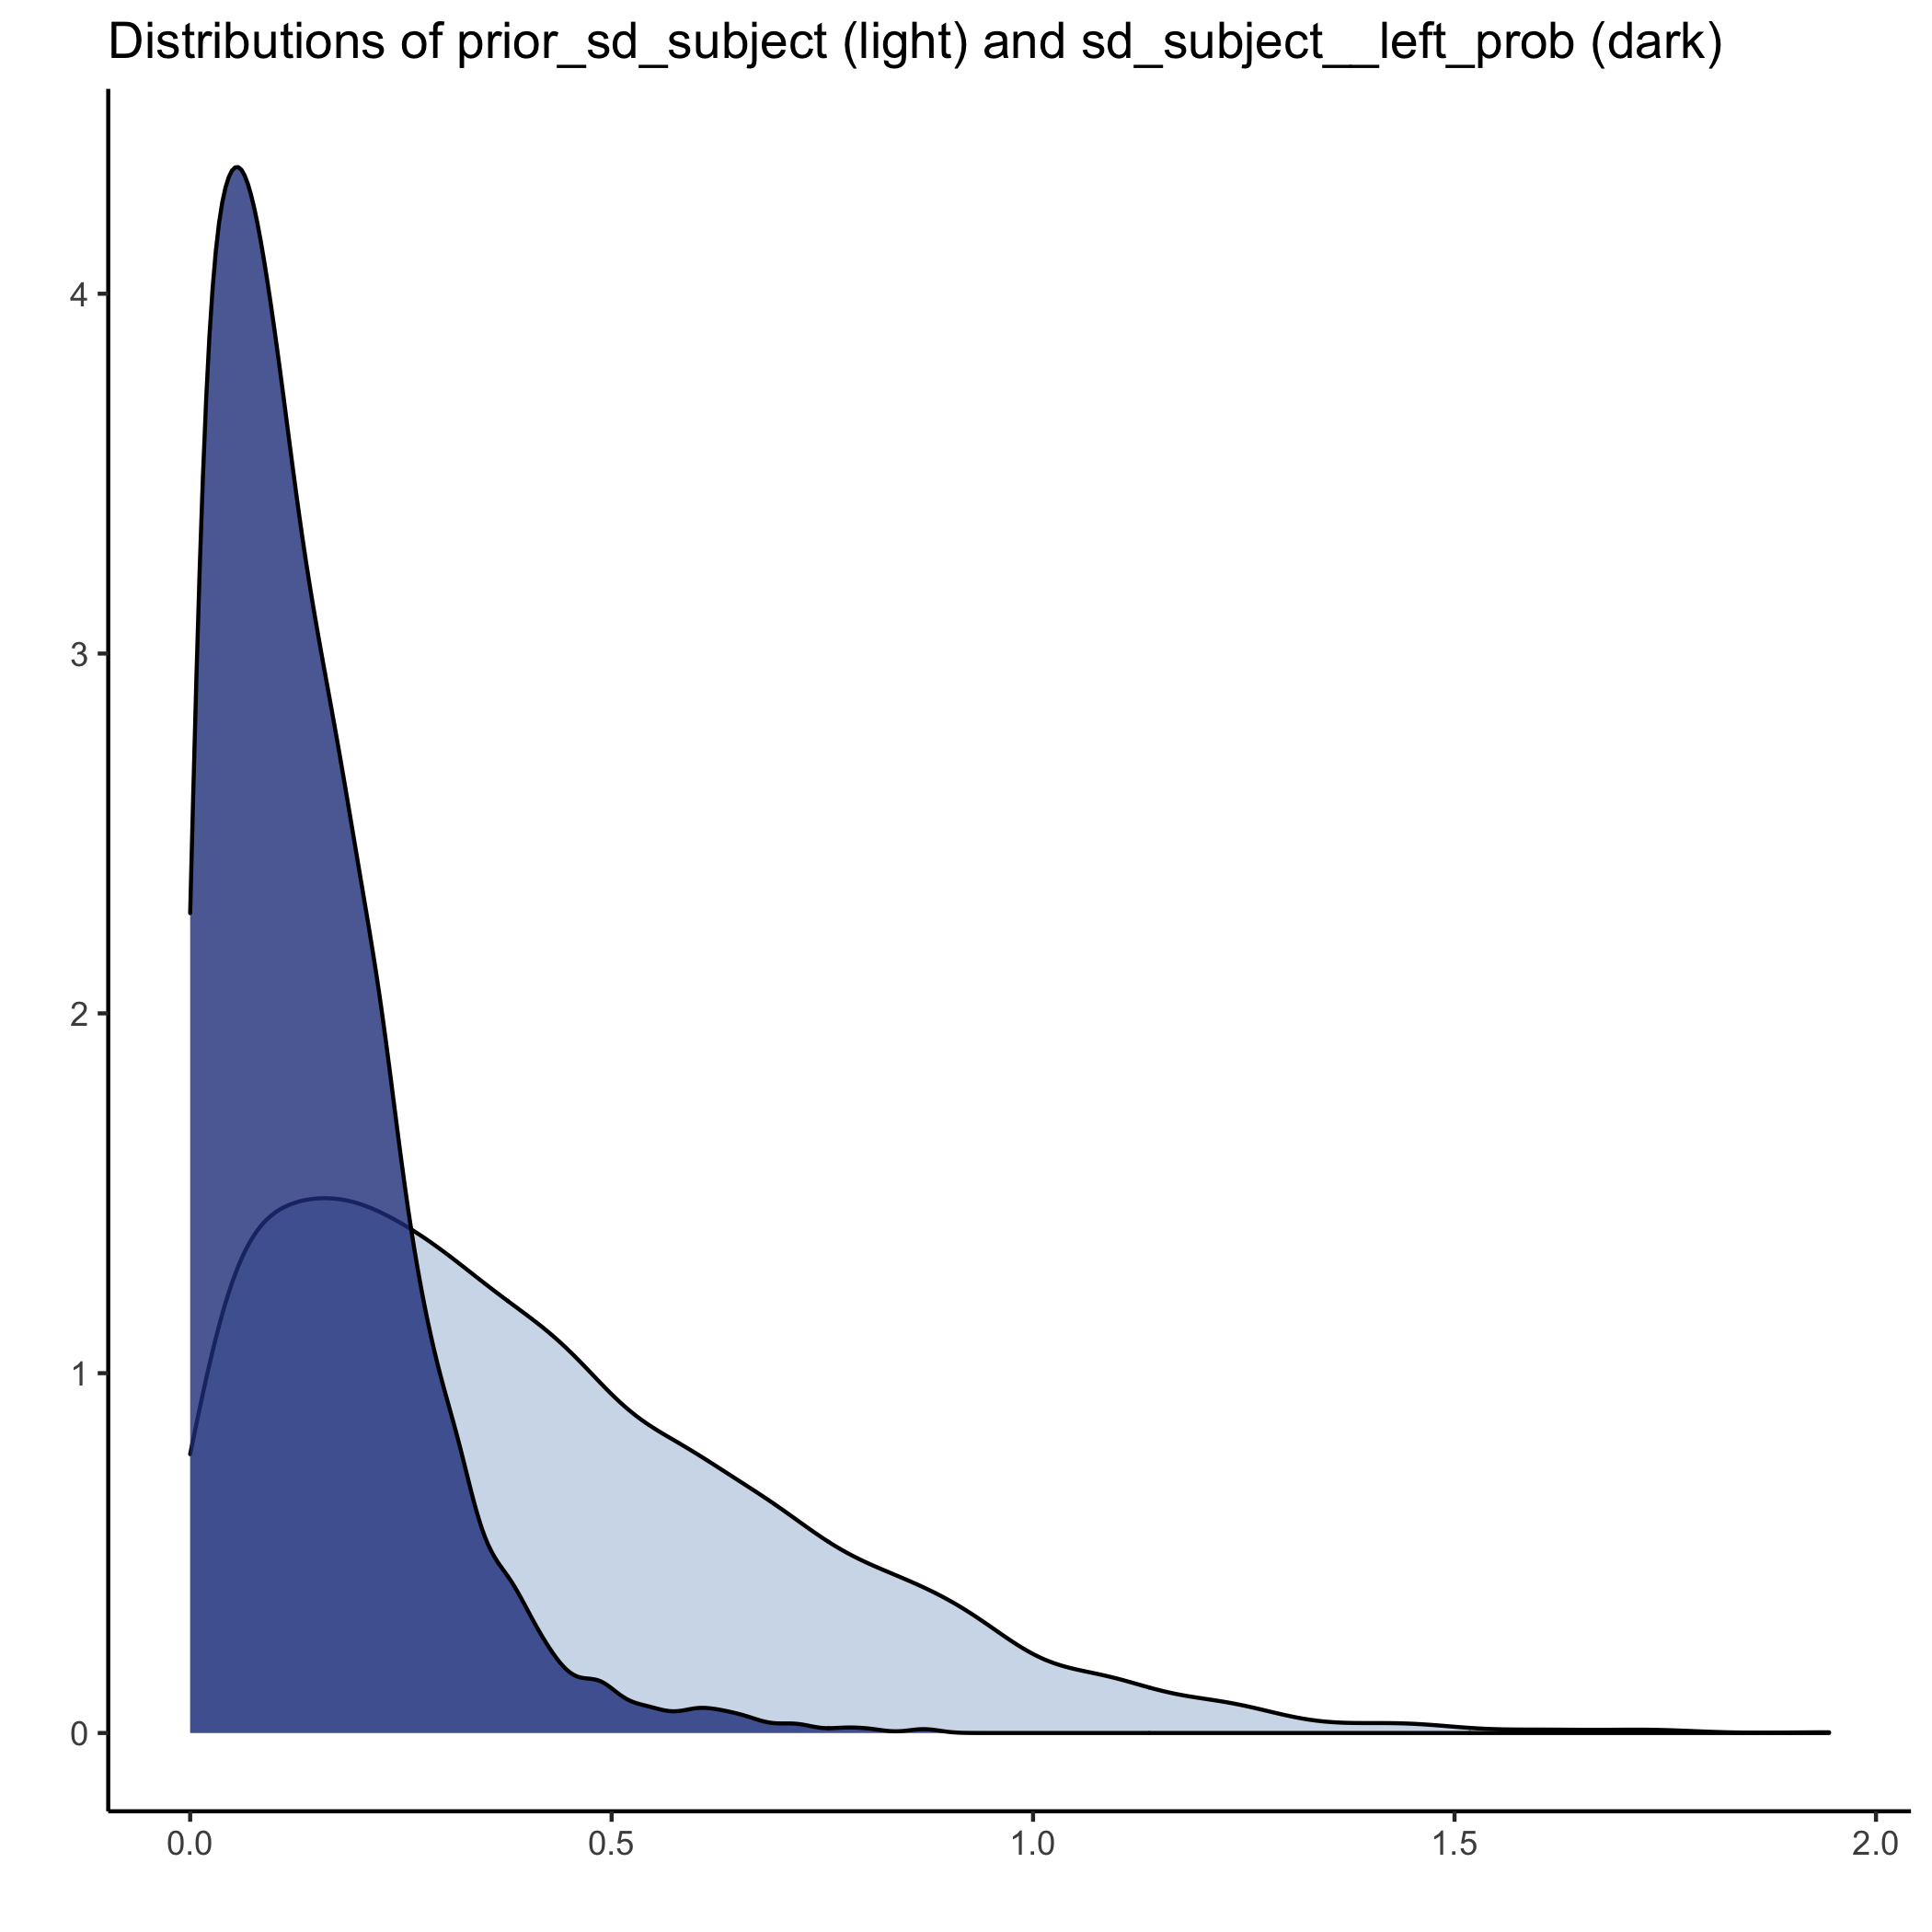 Distributions of prior_sd_subject (light) and sd_subject__left_prob (dark)
4
3
2
1
0
0.0 0.5 1.0 1.5 2.0